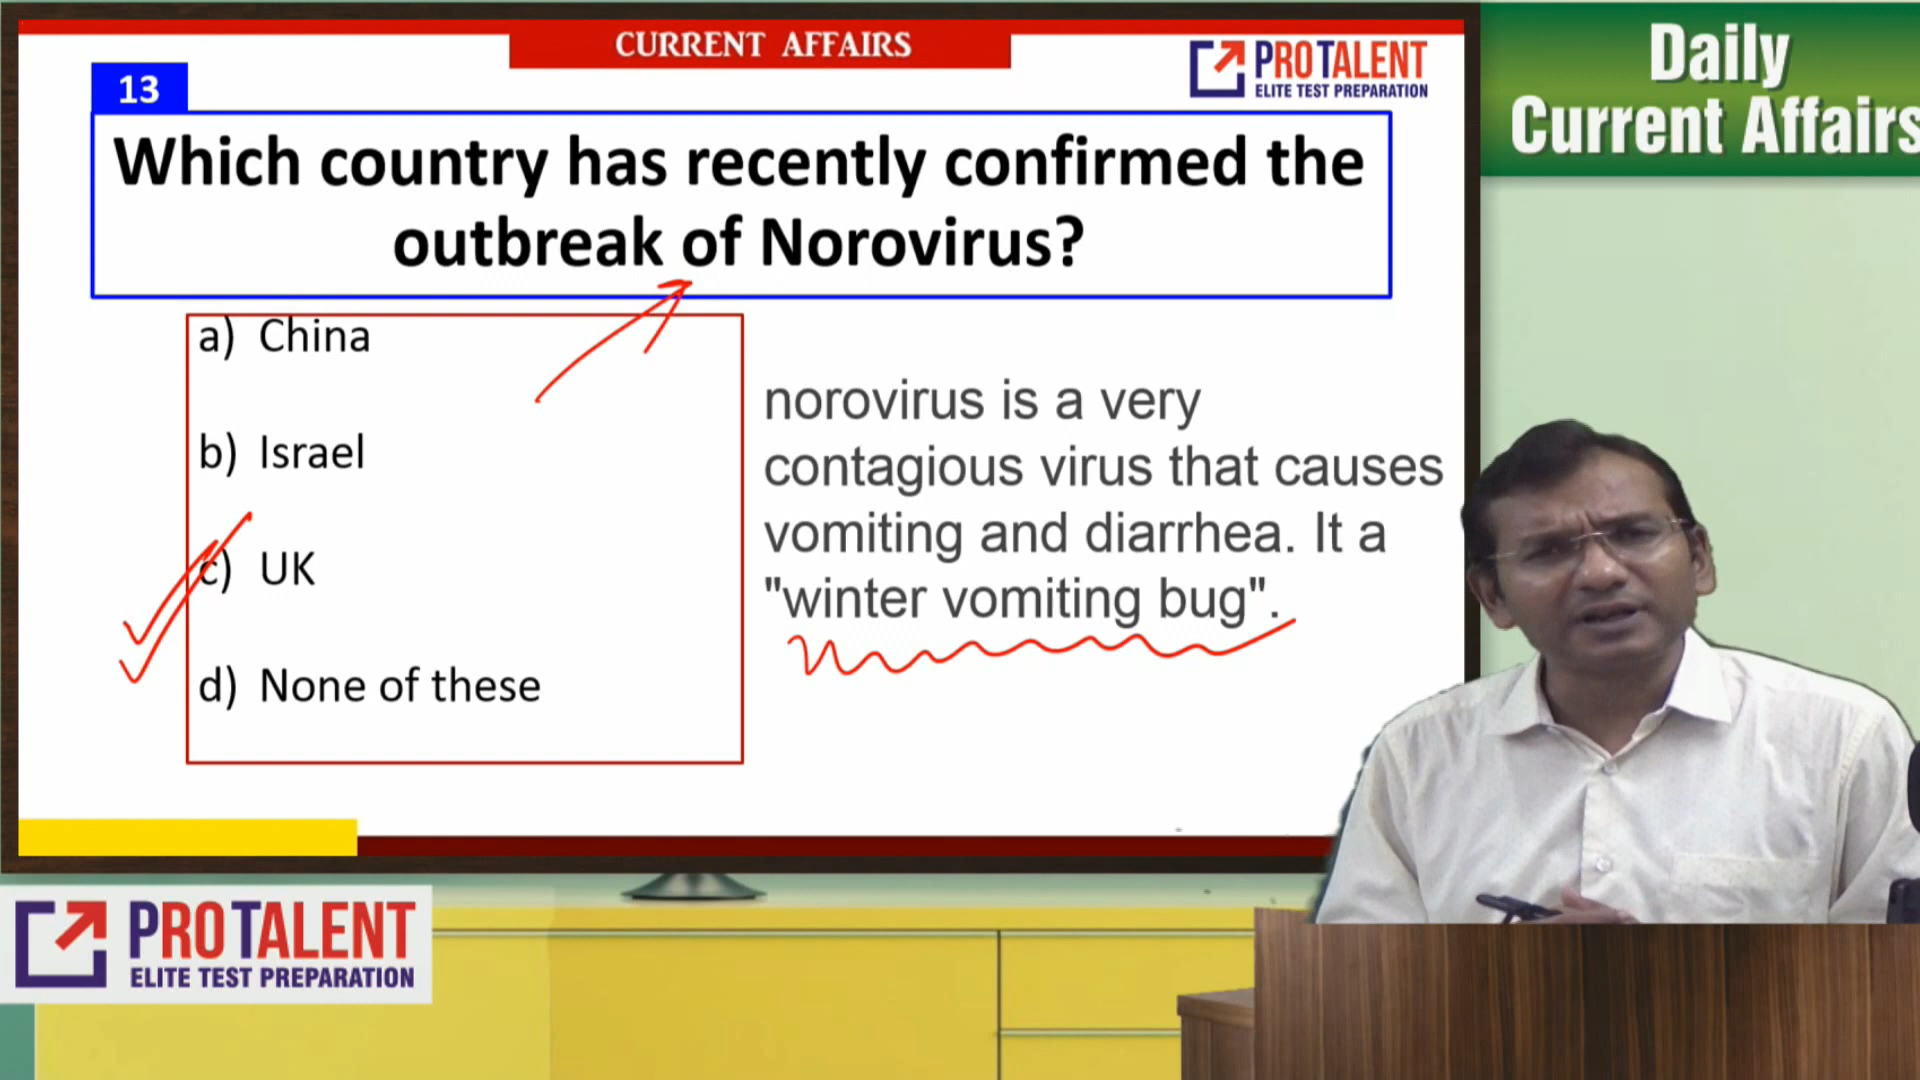 CURRENT AFFAIRS
PROTALENT
ELITE TEST PREPARATION
Daily
Current Affairs
13
Which country has recently confirmed the
outbreak of Norovirus?
a) China
b) Israel
c) UK
d) None of these
norovirus is a very
contagious virus that causes
vomiting and diarrhea. It a
"winter vomiting bug".
PROTALENT
ELITE TEST PREPARATION